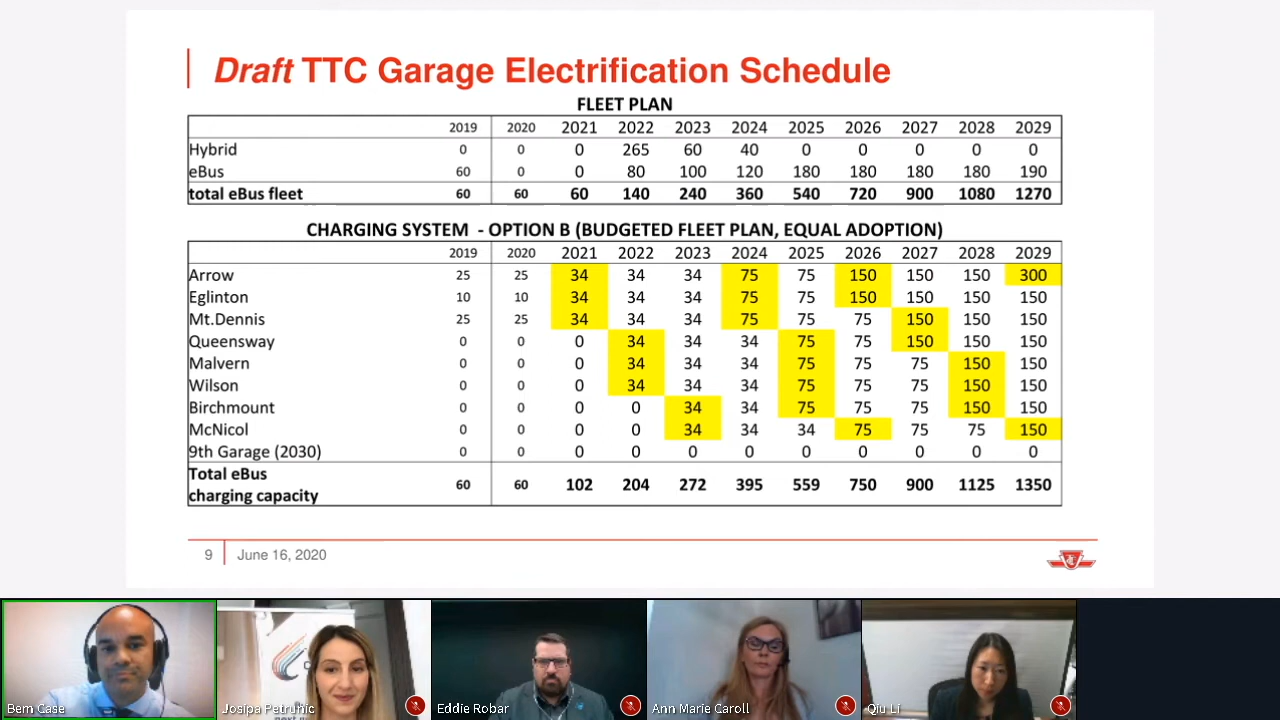 Draft TTC Garage Electrification Schedule
FLEET PLAN
2019 2020 2021 2022 2023 2024 2025 2026 2027 2028 2029
Hybrid 0 0 0 265 60 40 0 0 0 0 0
eBus 60 0 0 80 100 120 180 180 180 180 190
total eBus fleet 60 60 60 140 240 360 540 720 900 1080 1270
CHARGING SYSTEM - OPTION B (BUDGETED FLEET PLAN, EQUAL ADOPTION)
2019 2020 2021 2022 2023 2024 2025 2026 2027 2028 2029
Arrow 25 25 34 34 34 75 75 150 150 150 300
Eglinton 10 10 34 34 34 75 75 150 150 150 150
Mt.Dennis 25 25 34 34 34 75 75 75 150 150 150
Queensway 0 0 0 34 34 34 75 75 150 150 150
Malvern 0 0 0 34 34 34 75 75 75 150 150
Wilson 0 0 0 34 34 34 75 75 75 150 150
Birchmount 0 0 0 0 34 34 75 75 75 150 150
McNicol 0 0 0 0 34 34 34 75 75 75 150
9th Garage (2030) 0 0 0 0 0 0 0 0 0 0 0
Total eBus
charging capacity 60 60 102 204 272 395 559 750 900 1125 1350
9 June 16, 2020
Bem Case
Josipa Petrunic
Eddie Robar
Ann Marie Caroll
Qiu Li